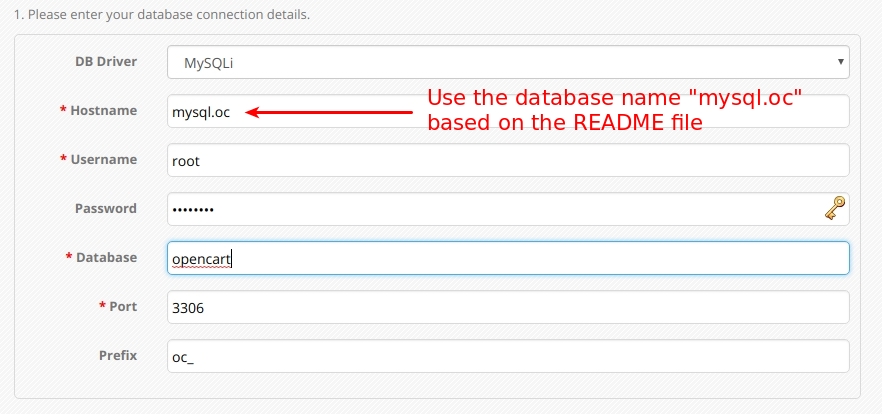 1. Please enter your database connection details.
DB Driver MySQLi
* Hostname mysql.oc
Use the database name "mysql.oc"
based on the README file
* Username root
Password ••••••••
* Database opencart
* Port 3306
Prefix oc_